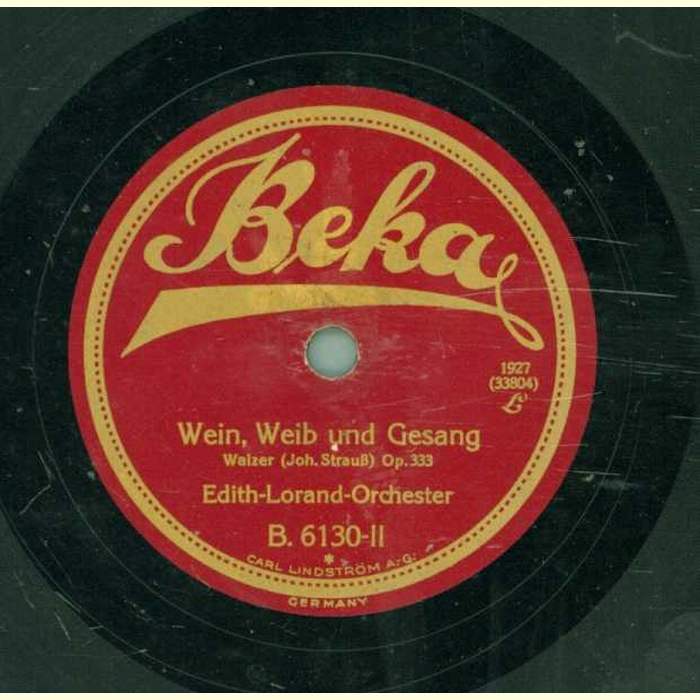 Beka
1927
(33804)
Wein, Weib und Gesang
Walzer (Joh. Strauß) Op. 333
Edith-Lorand-Orchester
B. 6130-II
*
CARL LINDSTRÖM A.-G.
GERMANY